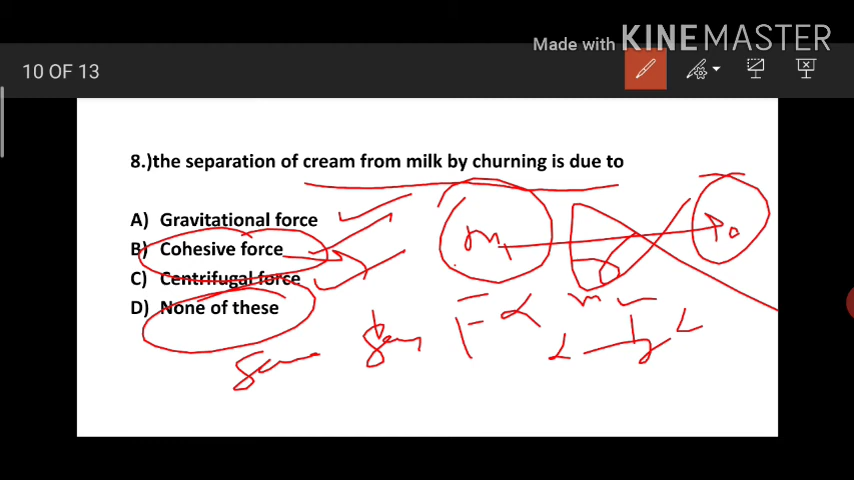 Made with KINEMASTER
10 OF 13
8.)the separation of cream from milk by churning is due to
A) Gravitational force
B) Cohesive force
C) Centrifugal force
D) None of these